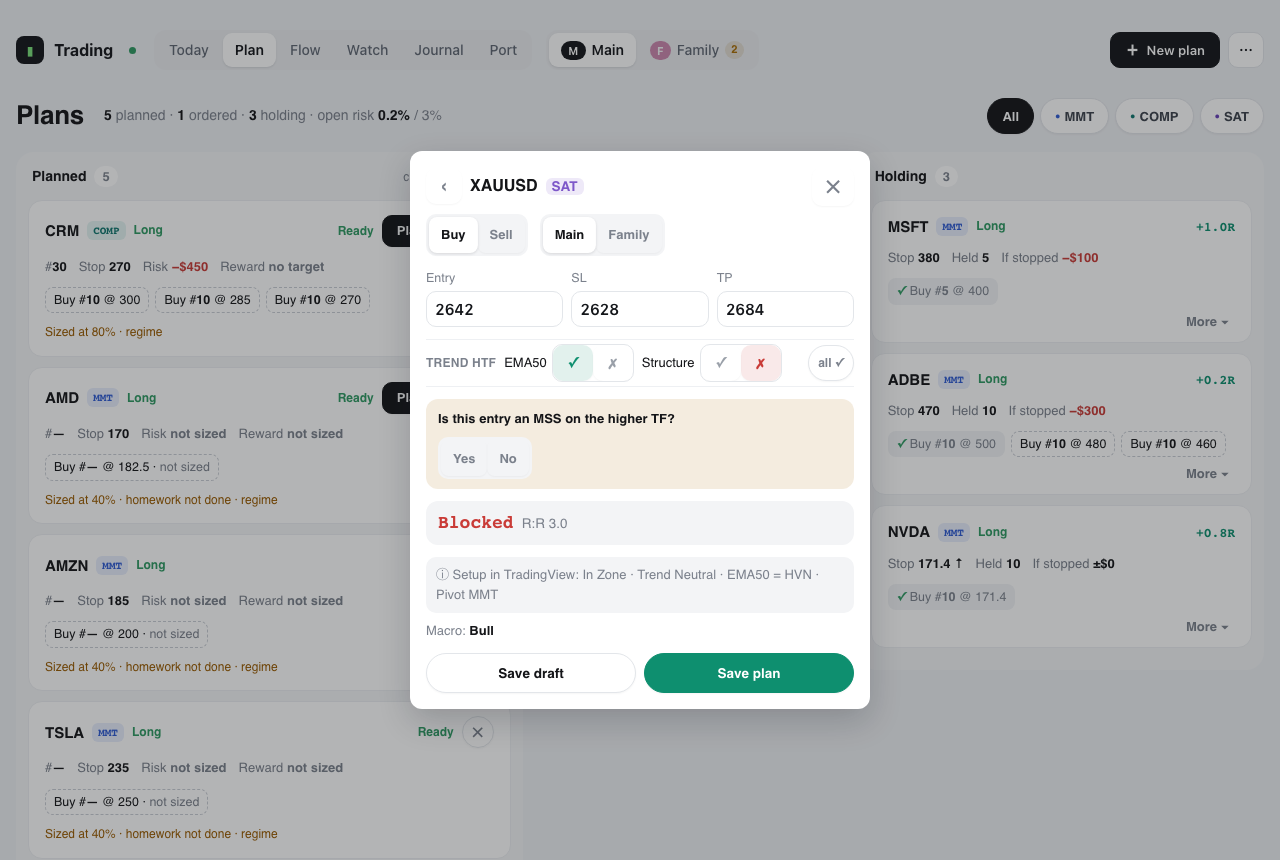 Trading Today Plan Flow Watch Journal Port M Main F Family 2 + New plan ...
Plans 5 planned · 1 ordered · 3 holding · open risk 0.2% / 3% All • MMT • COMP • SAT
Planned 5
CRM COMP Long Ready
#30 Stop 270 Risk –$450 Reward no target
Buy #10 @ 300 Buy #10 @ 285 Buy #10 @ 270
Sized at 80% · regime
AMD MMT Long Ready
#— Stop 170 Risk not sized Reward not sized
Buy #— @ 182.5 · not sized
Sized at 40% · homework not done · regime
AMZN MMT Long
#— Stop 185 Risk not sized Reward not sized
Buy #— @ 200 · not sized
Sized at 40% · homework not done · regime
TSLA MMT Long Ready ✕
#— Stop 235 Risk not sized Reward not sized
Buy #— @ 250 · not sized
Sized at 40% · homework not done · regime
‹ XAUUSD SAT ✕
Buy Sell Main Family
Entry SL TP
2642 2628 2684
TREND HTF EMA50 ✓ ✗ Structure ✓ ✗ all ✓
Is this entry an MSS on the higher TF?
Yes No
Blocked R:R 3.0
ⓘ Setup in TradingView: In Zone · Trend Neutral · EMA50 = HVN ·
Pivot MMT
Macro: Bull
Save draft Save plan
Holding 3
MSFT MMT Long +1.0R
Stop 380 Held 5 If stopped –$100
✓Buy #5 @ 400
More
ADBE MMT Long +0.2R
Stop 470 Held 10 If stopped –$300
✓Buy #10 @ 500 Buy #10 @ 480 Buy #10 @ 460
More
NVDA MMT Long +0.8R
Stop 171.4 ↑ Held 10 If stopped ±$0
✓Buy #10 @ 171.4
More